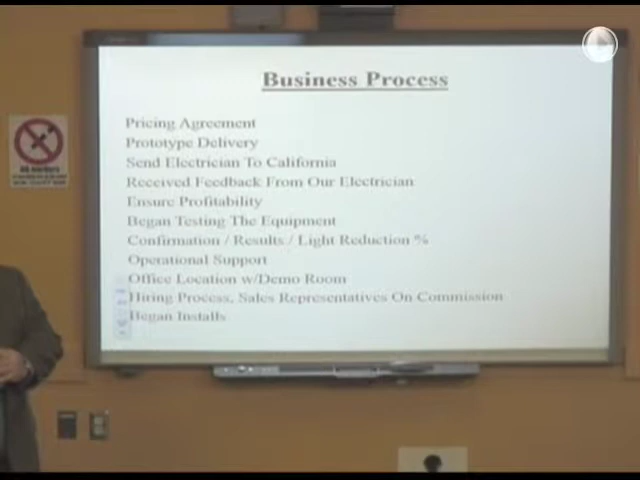 Business Process
Pricing Agreement
Prototype Delivery
Send Electrician To California
Received Feedback From Our Electrician
Ensure Profitability
Began Testing The Equipment
Confirmation / Results / Light Reduction %
Operational Support
Office Location w/Demo Room
Hiring Process, Sales Representatives On Commission
Began Installs